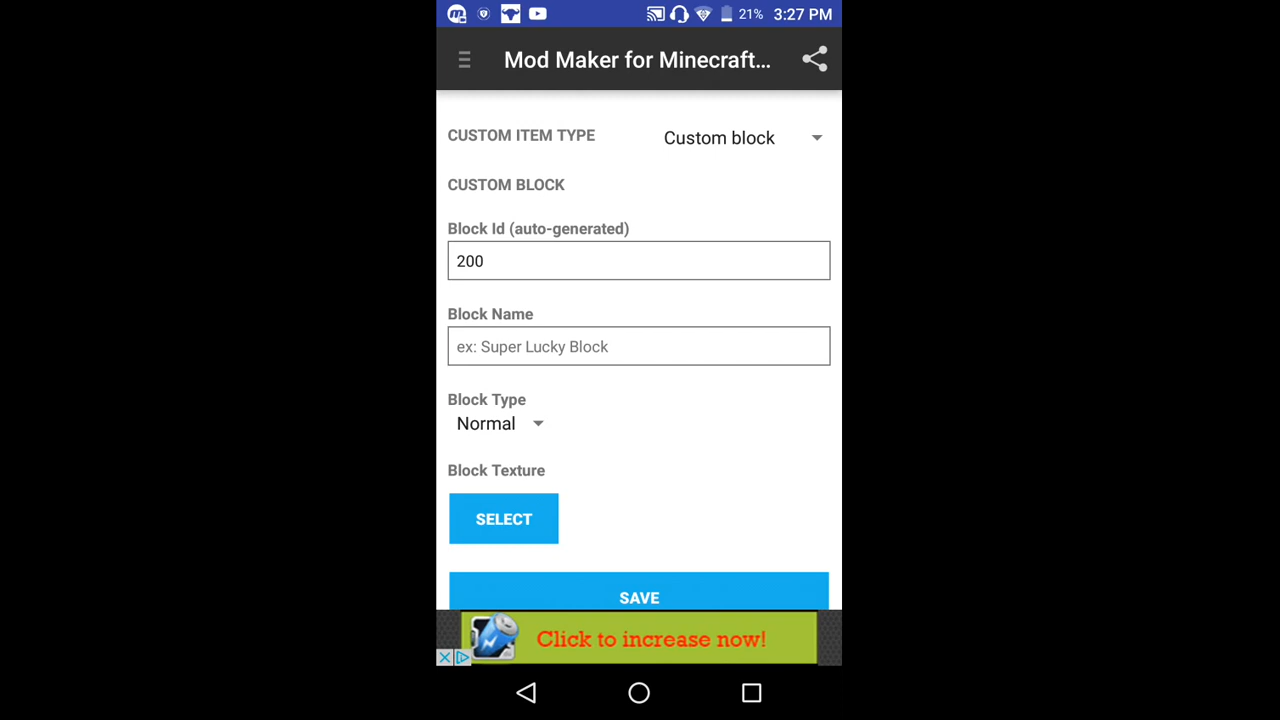 21% 3:27 PM
Mod Maker for Minecraft...
CUSTOM ITEM TYPE Custom block
CUSTOM BLOCK
Block Id (auto-generated)
200
Block Name
ex: Super Lucky Block
Block Type
Normal
Block Texture
SELECT
SAVE
Click to increase now!